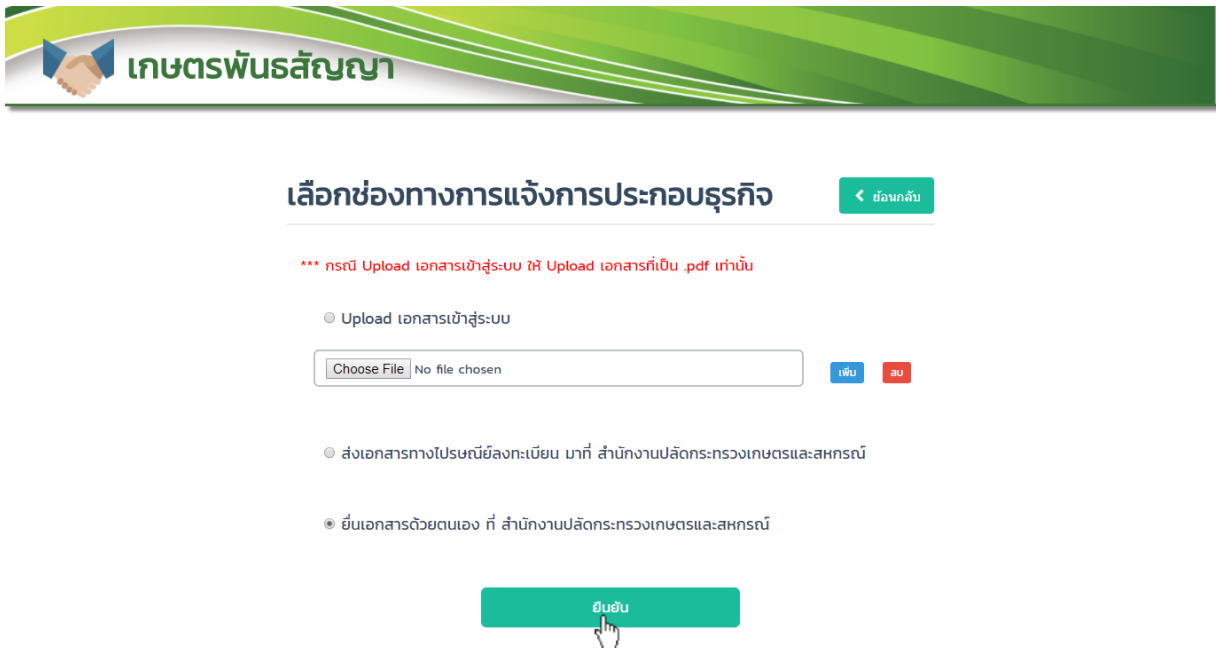 เกษตรพันธสัญญา
เลือกช่องทางการแจ้งการประกอบธุรกิจ
ย้อนกลับ
*** กรณี Upload เอกสารเข้าสู่ระบบ ให้ Upload เอกสารที่เป็น .pdf เท่านั้น
Upload เอกสารเข้าสู่ระบบ
Choose File No file chosen
เพิ่ม ลบ
ส่งเอกสารทางไปรษณีย์ลงทะเบียน มาที่ สำนักงานปลัดกระทรวงเกษตรและสหกรณ์
ยื่นเอกสารด้วยตนเอง ที่ สำนักงานปลัดกระทรวงเกษตรและสหกรณ์
ยืนยัน